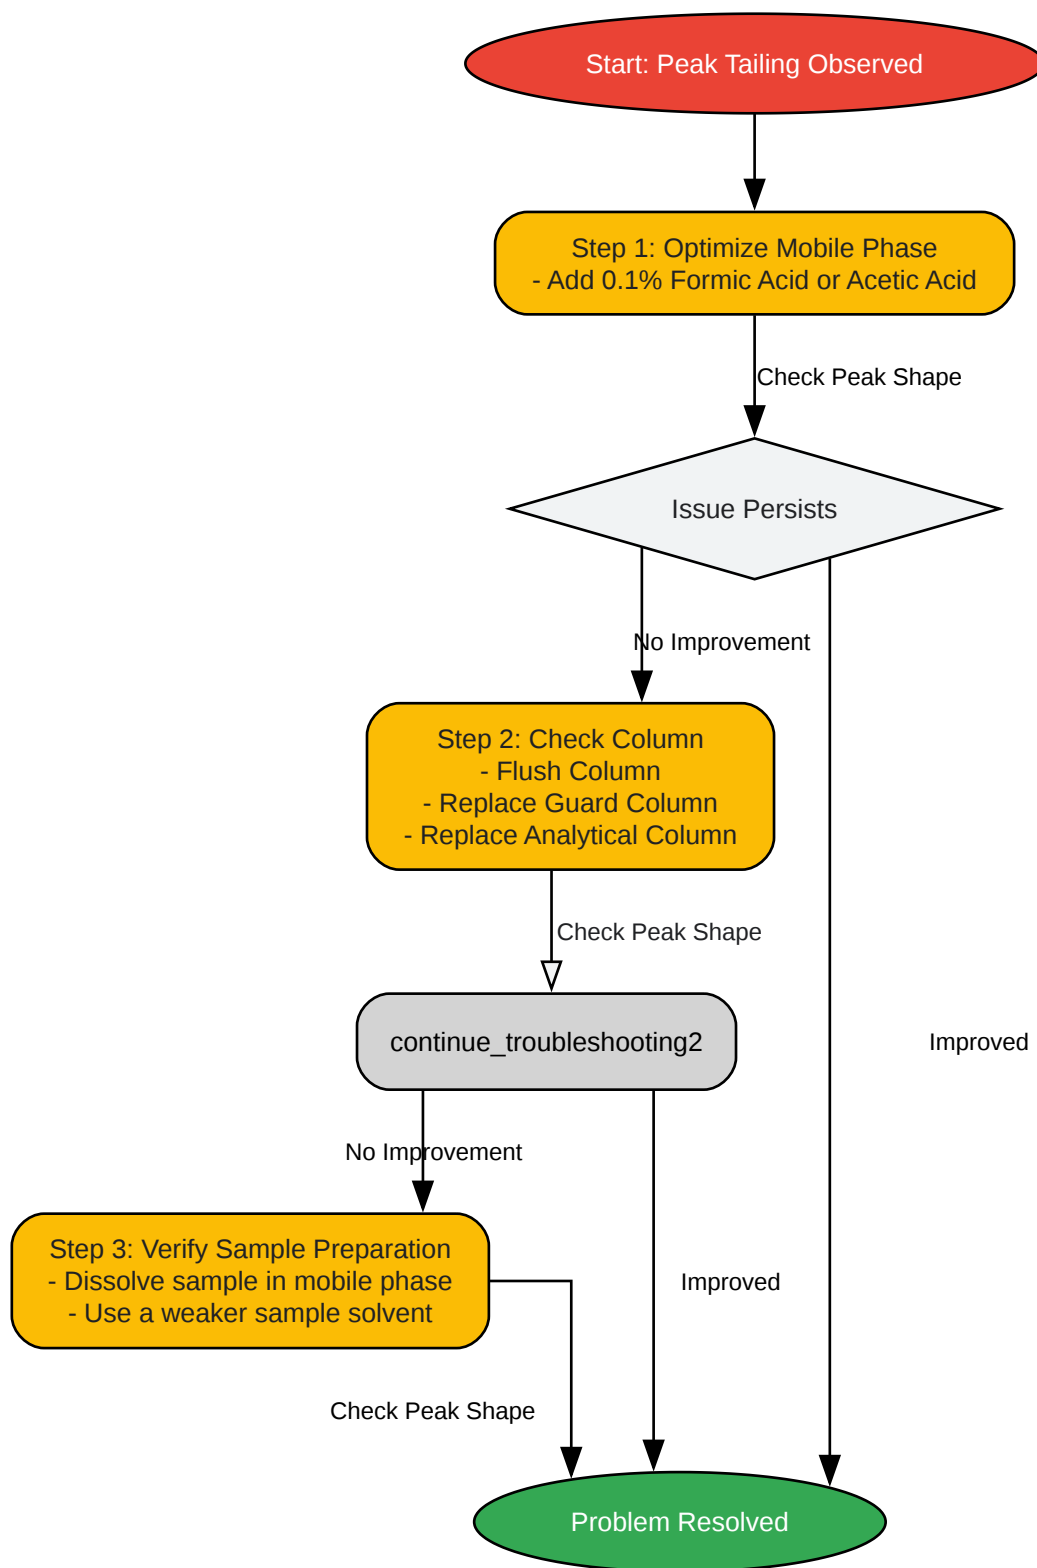 Start: Peak Tailing Observed
Step 1: Optimize Mobile Phase
- Add 0.1% Formic Acid or Acetic Acid
Check Peak Shape
Issue Persists
No Improvement
Step 2: Check Column
- Flush Column
- Replace Guard Column
- Replace Analytical Column
Check Peak Shape
continue_troubleshooting2
Improved
No Improvement
Step 3: Verify Sample Preparation
- Dissolve sample in mobile phase
- Use a weaker sample solvent
Improved
Check Peak Shape
Problem Resolved